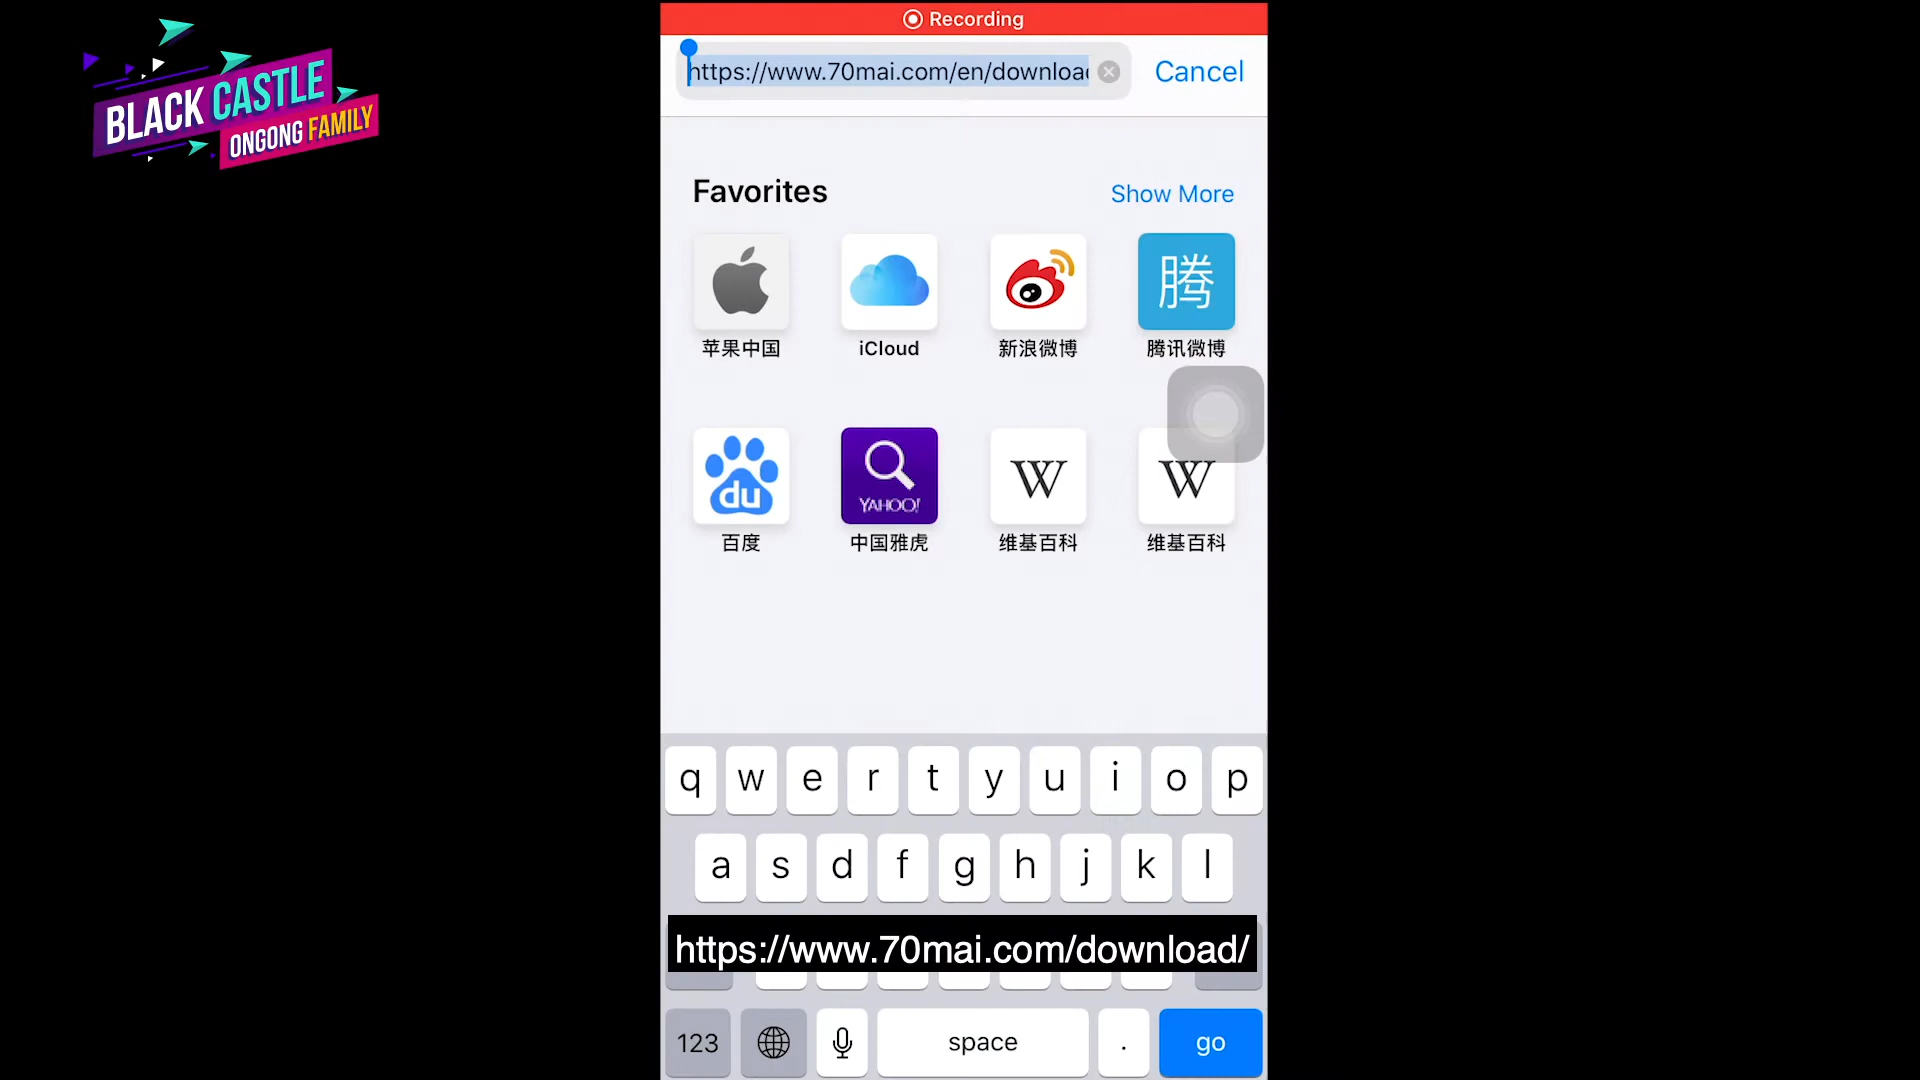 Recording
BLACK CASTLE
ONGONG FAMILY
https://www.70mai.com/en/downloa
Cancel
Favorites
Show More
腾
苹果中国
iCloud
新浪微博
腾讯微博
du
YAHOO!
W
W
百度
中国雅虎
维基百科
维基百科
q w e r t y u i o p
a s d f g h j k l
https://www.70mai.com/download/
123
space
.
go